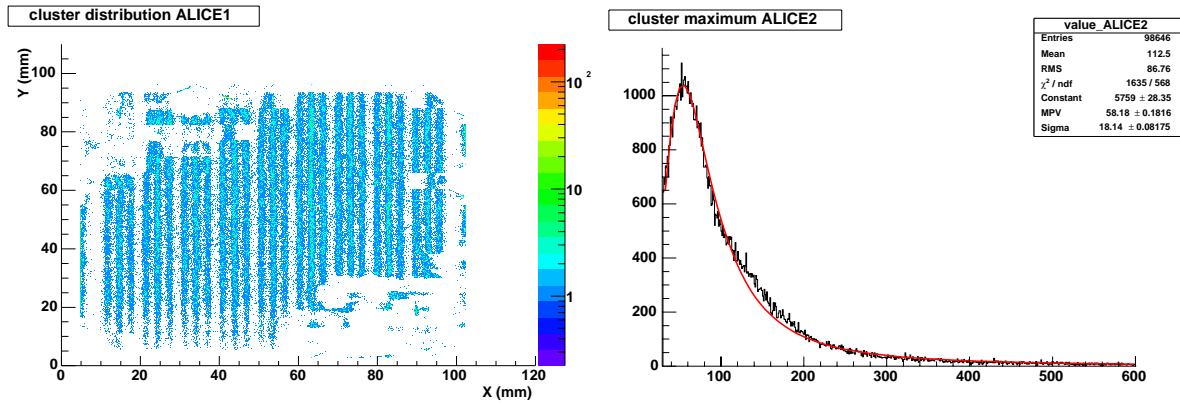 cluster distribution ALICE1
Y (mm)
100
80
60
40
20
0
0 20 40 60 80 100 120
X (mm)
10 2
10
1
cluster maximum ALICE2
1000
800
600
400
200
0
100 200 300 400 500 600
value_ALICE2
Entries 98646
Mean 112.5
RMS 86.76
χ² / ndf 1635 / 568
Constant 5759 ± 28.35
MPV 58.18 ± 0.1816
Sigma 18.14 ± 0.08175